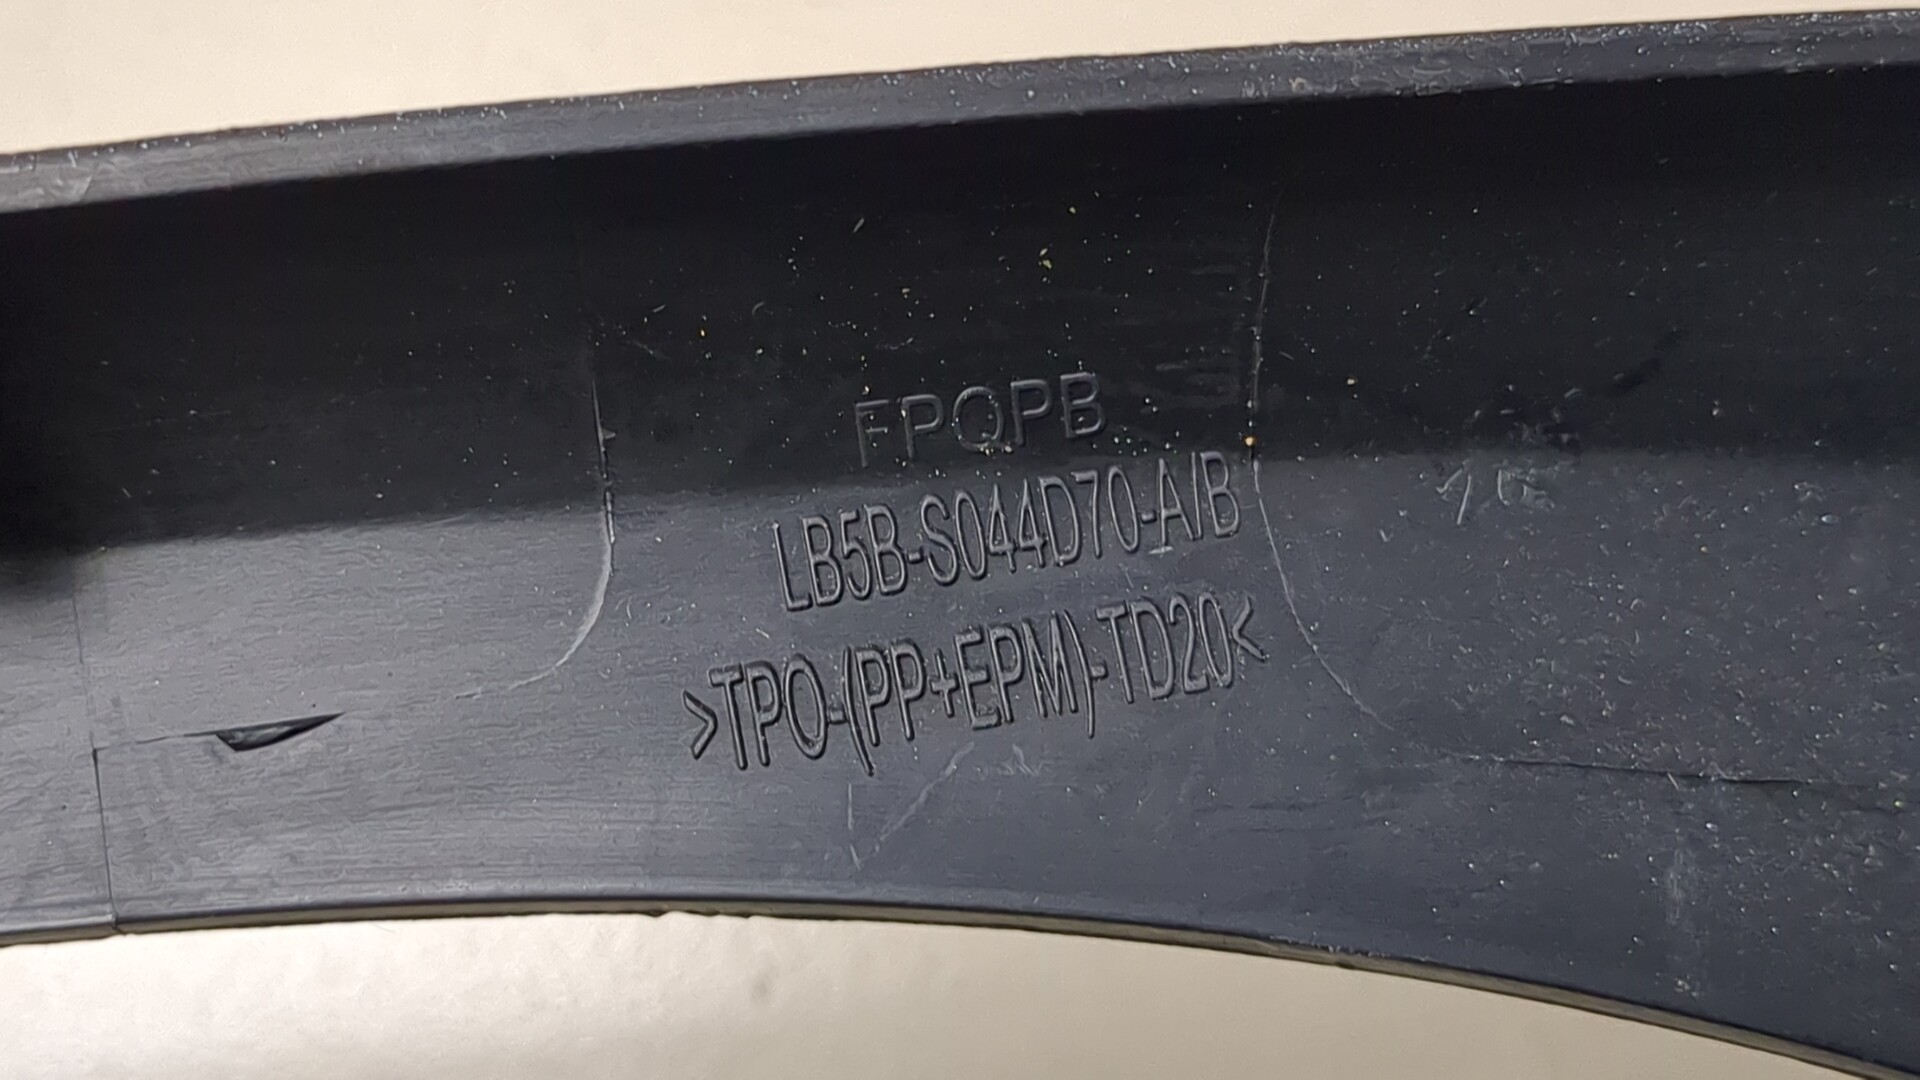 FPQPB
LB5B-S044D70-A/B
>TPO-(PP+EPM)-TD20<